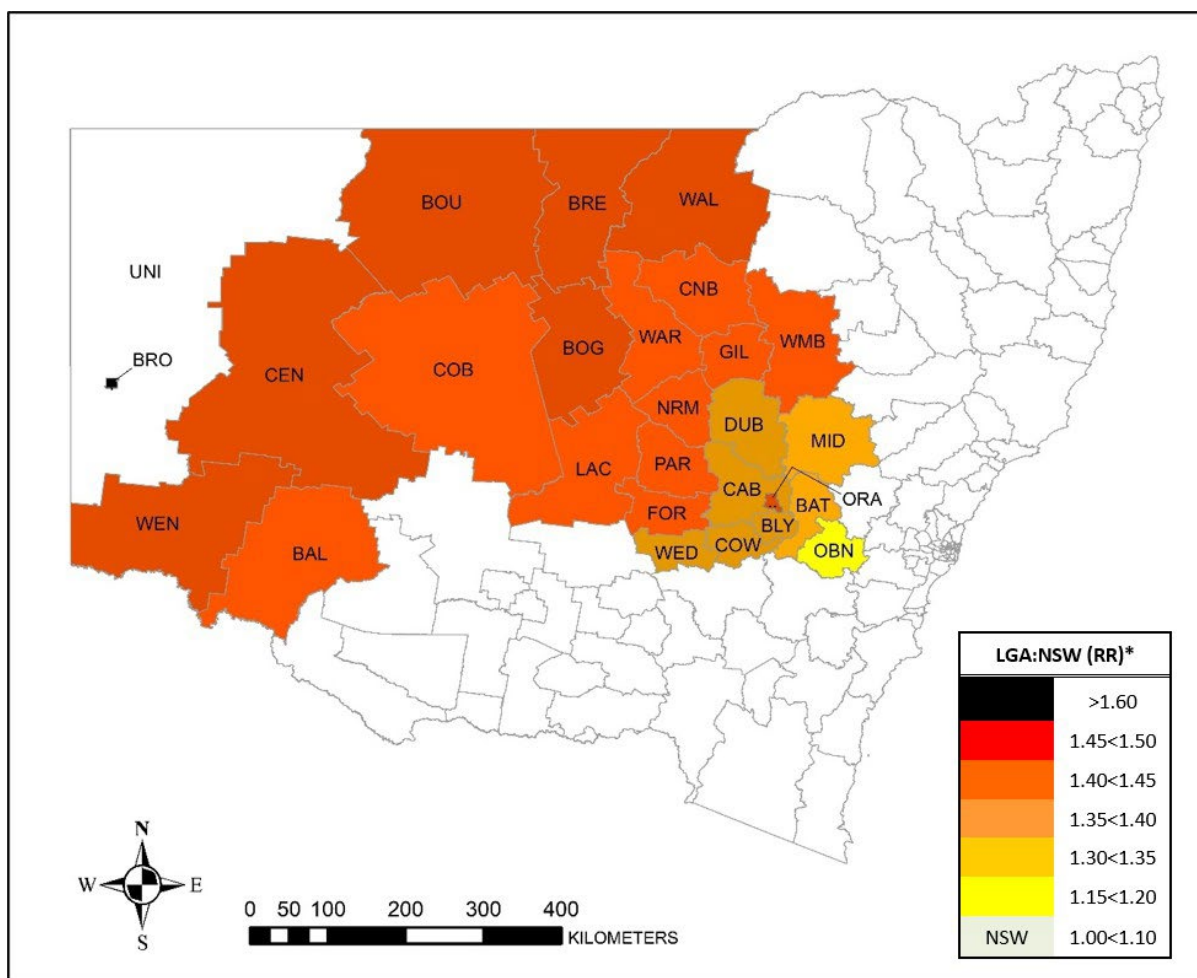 BOU
BRE
WAL
UNI
CNB
BRO
CEN
COB
BOG
WAR
GIL
WMB
NRM
DUB
MID
LAC
PAR
CAB
BAT
ORA
FOR
BLY
WEN
BAL
WED
COW
OBN
LGA:NSW (RR)*
>1.60
1.45<1.50
1.40<1.45
1.35<1.40
1.30<1.35
1.15<1.20
NSW 1.00<1.10
N
W E
S
0 50 100 200 300 400
KILOMETERS